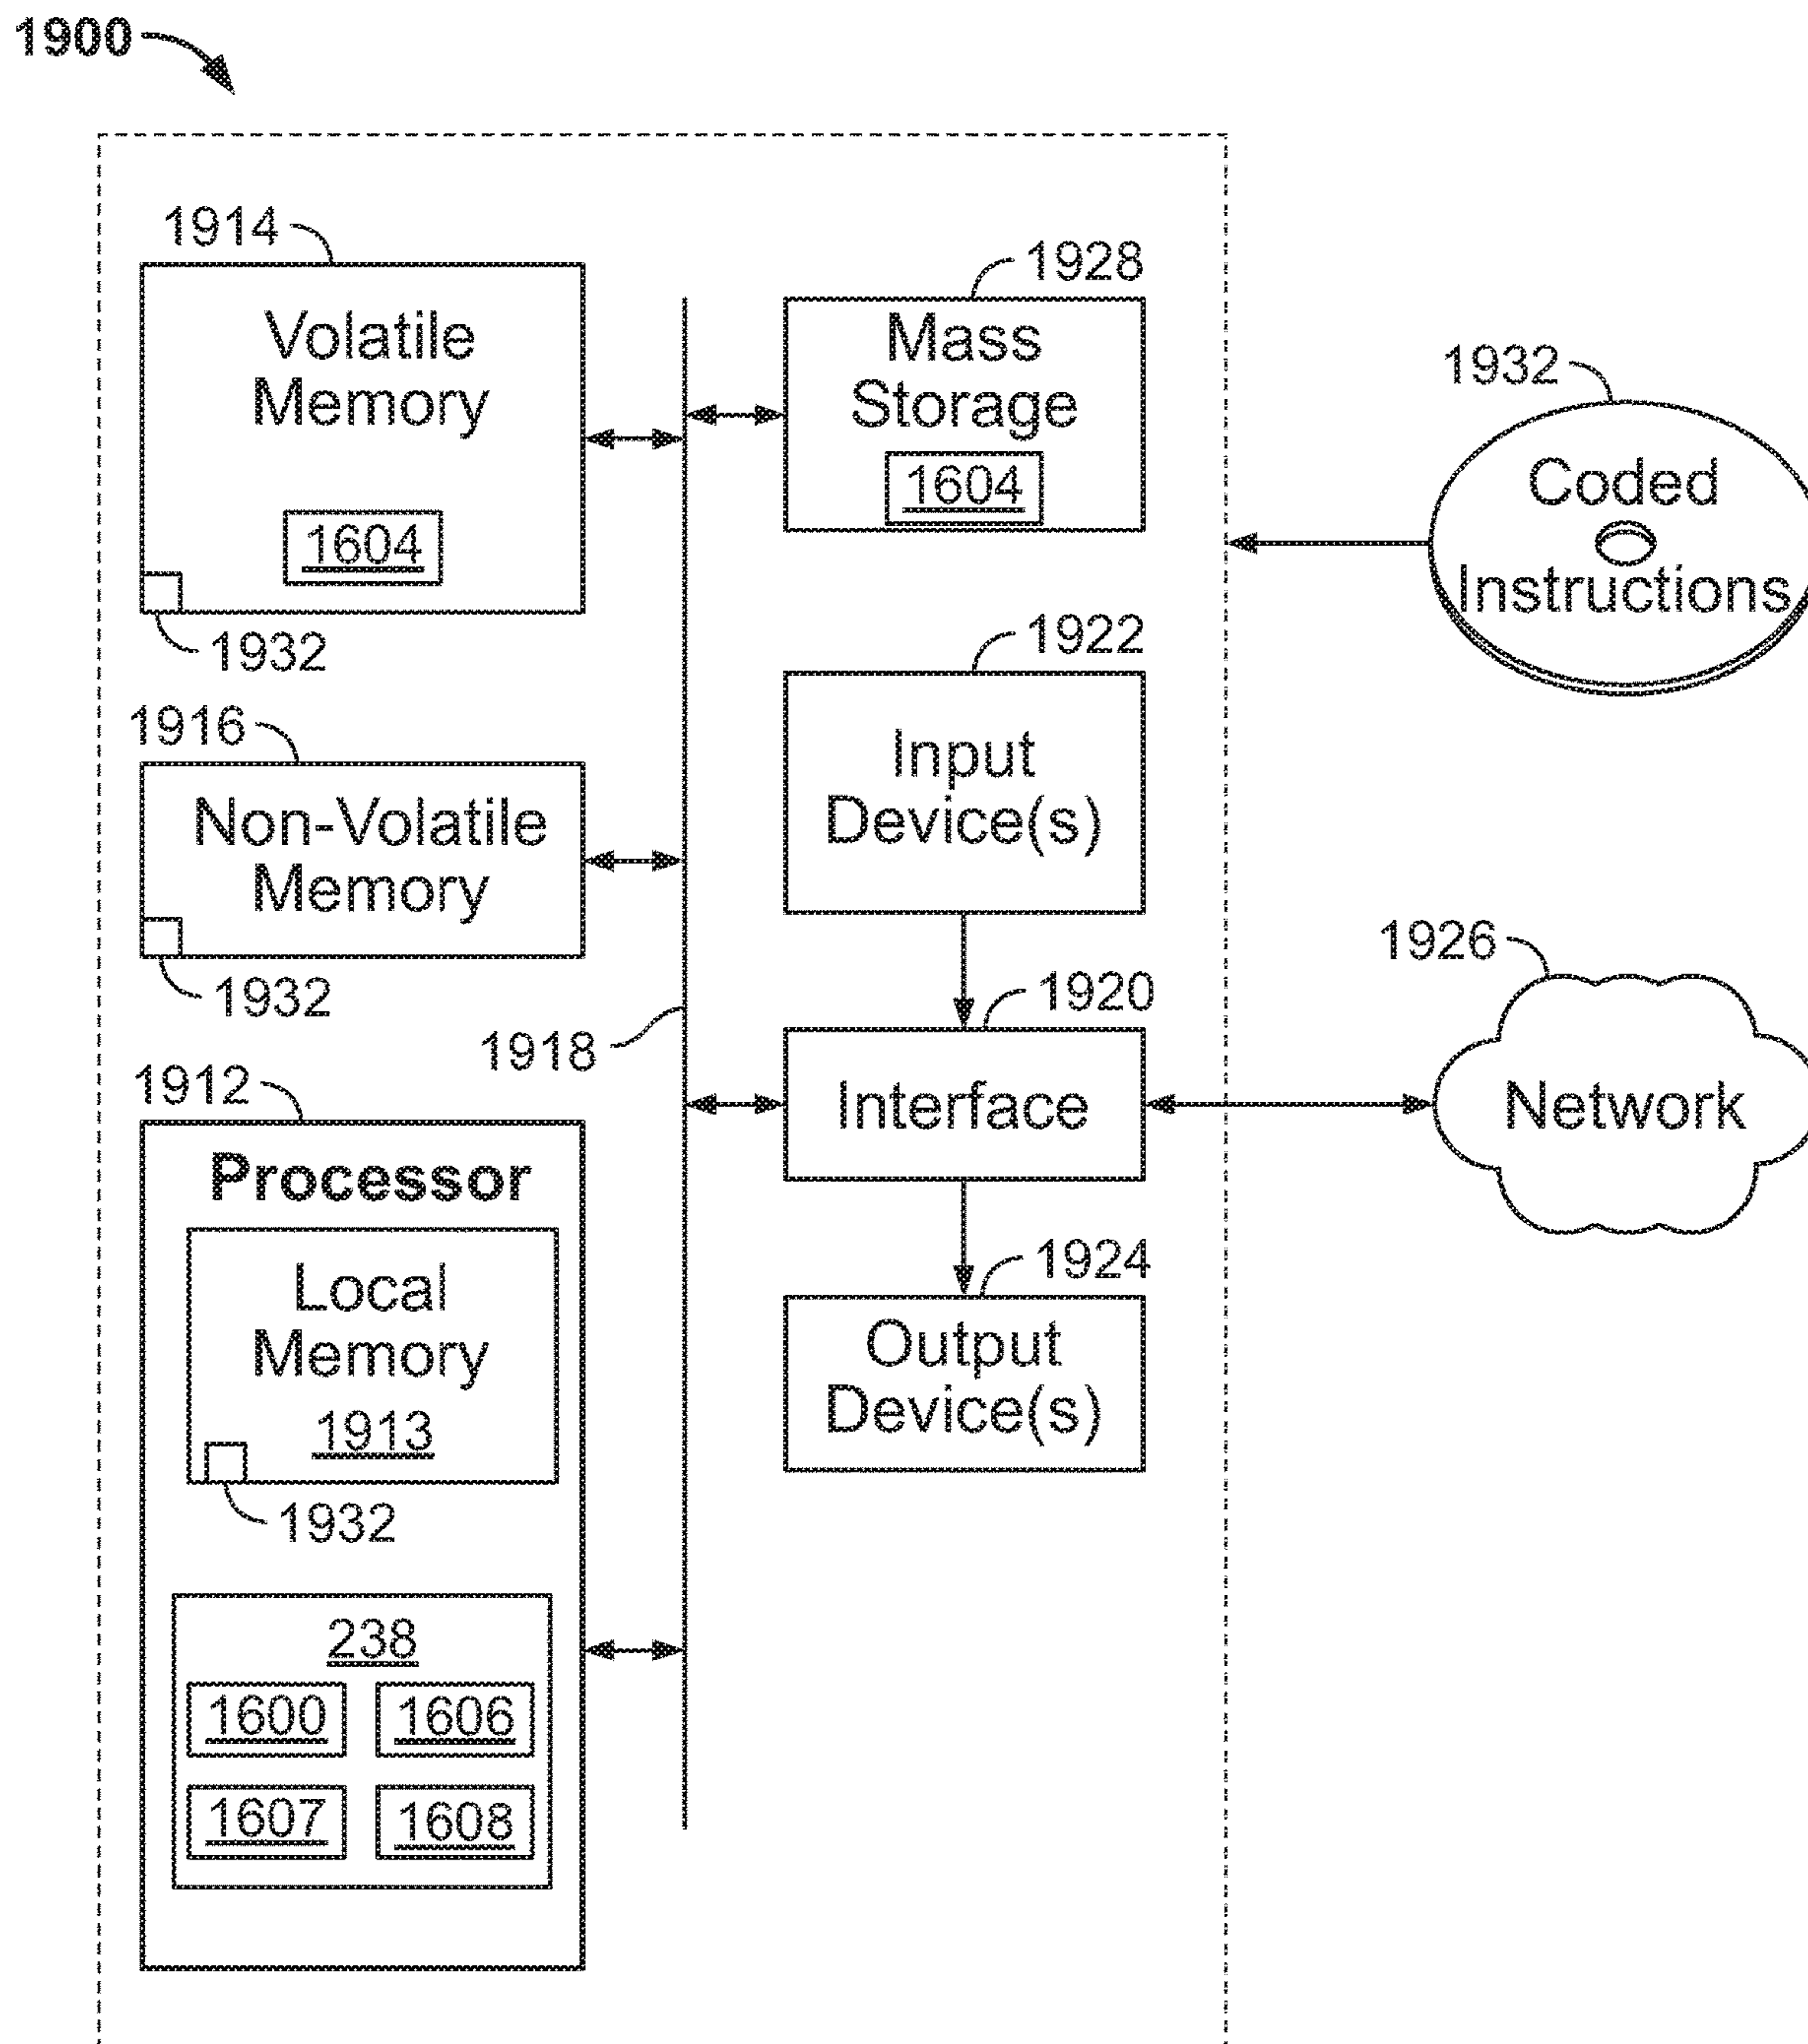 1900
1914
Volatile
Memory
1604
1932
1916
Non-Volatile
Memory
1932
1918
1912
Processor
Local
Memory
1913
1932
238
1600
1606
1607
1608
1928
Mass
Storage
1604
1922
Input
Device(s)
1920
Interface
1924
Output
Device(s)
1932
Coded
Instructions
1926
Network